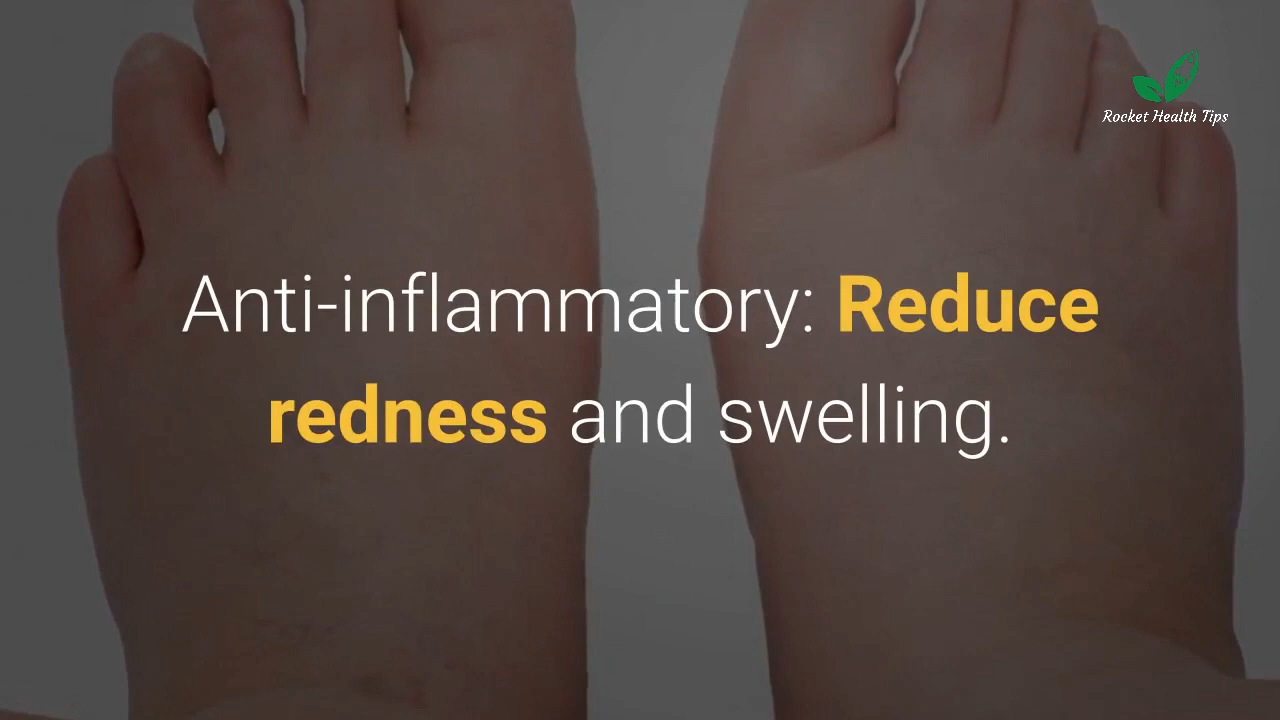 Rocket Health Tips
Anti-inflammatory: Reduce
redness and swelling.